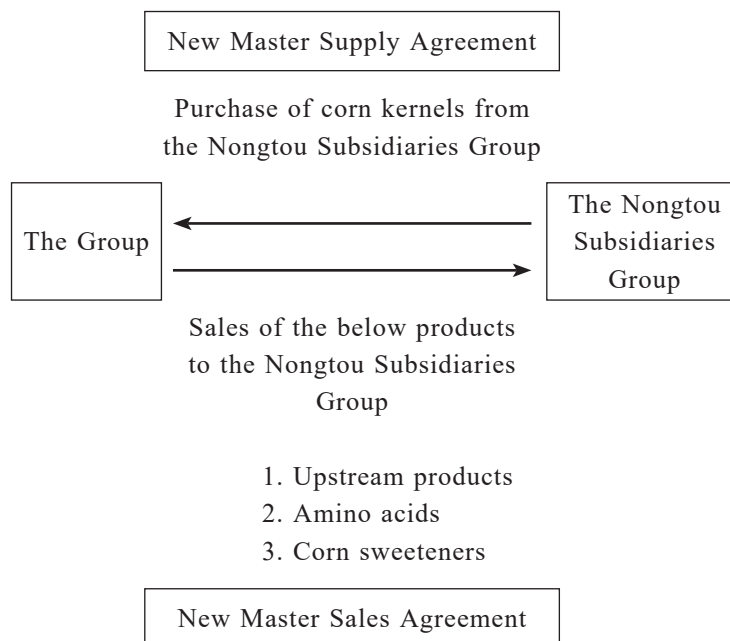 New Master Supply Agreement
Purchase of corn kernels from
the Nongtou Subsidiaries Group
The Group
The Nongtou
Subsidiaries
Group
Sales of the below products
to the Nongtou Subsidiaries
Group
1. Upstream products
2. Amino acids
3. Corn sweeteners
New Master Sales Agreement